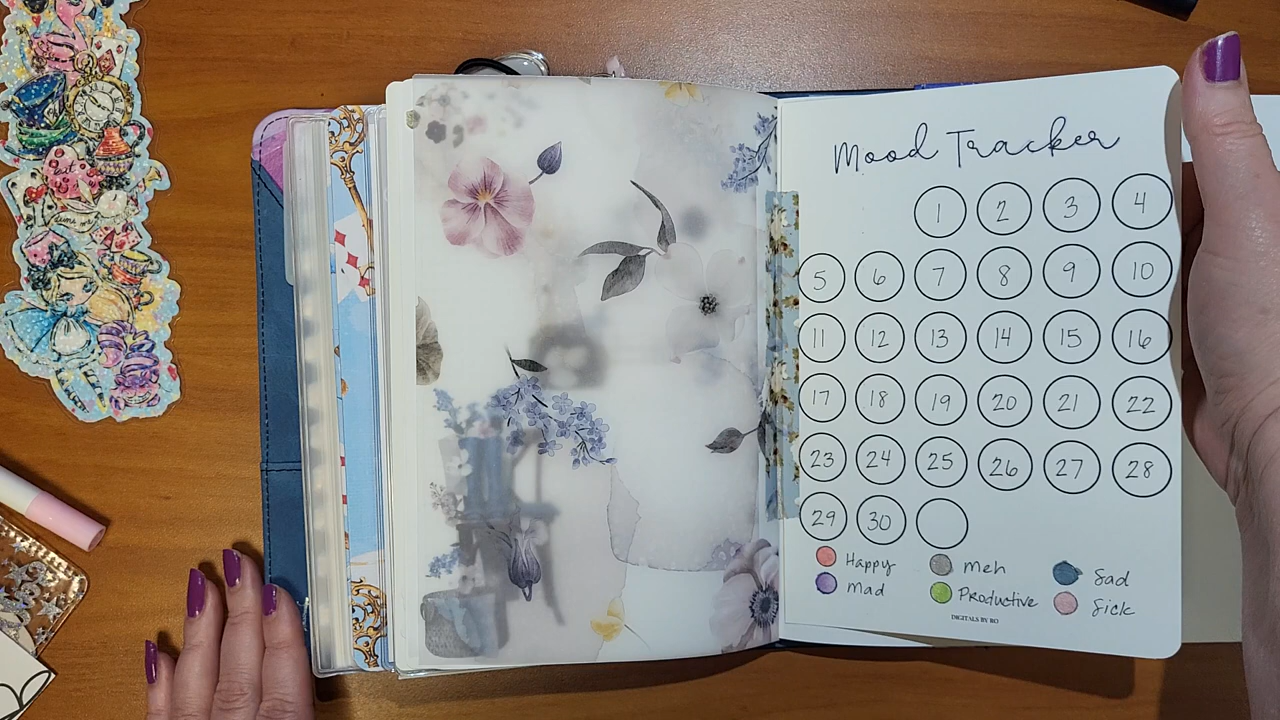 Mood Tracker
1 2 3 4
5 6 7 8 9 10
11 12 13 14 15 16
17 18 19 20 21 22
23 24 25 26 27 28
29 30
Happy meh Sad
mad Productive Sick
DIGITALS BY RO